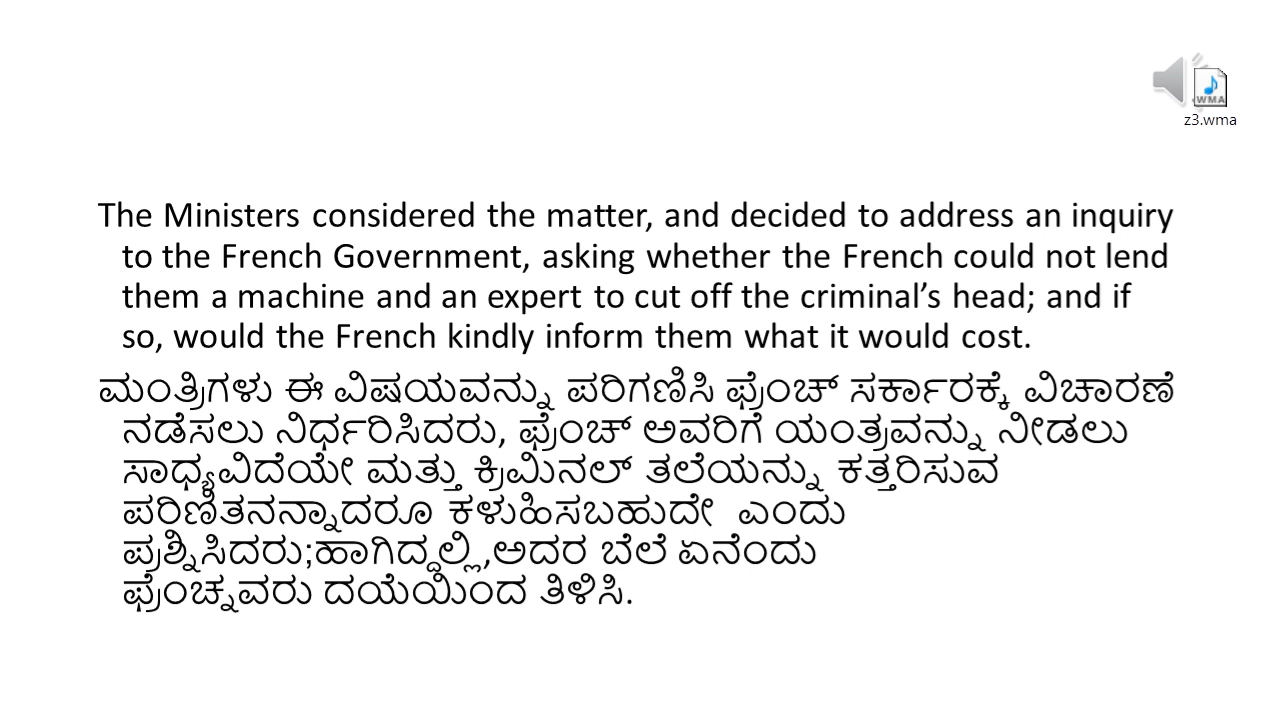 WMA
z3.wma
The Ministers considered the matter, and decided to address an inquiry
to the French Government, asking whether the French could not lend
them a machine and an expert to cut off the criminal’s head; and if
so, would the French kindly inform them what it would cost.
ಮಂತ್ರಿಗಳು ಈ ವಿಷಯವನ್ನು ಪರಿಗಣಿಸಿ ಫ್ರೆಂಚ್ ಸರ್ಕಾರಕ್ಕೆ ವಿಚಾರಣೆ
ನಡೆಸಲು ನಿರ್ಧರಿಸಿದರು, ಫ್ರೆಂಚ್ ಅವರಿಗೆ ಯಂತ್ರವನ್ನು ನೀಡಲು
ಸಾಧ್ಯವಿದೆಯೇ ಮತ್ತು ಕ್ರಿಮಿನಲ್ ತಲೆಯನ್ನು ಕತ್ತರಿಸುವ
ಪರಿಣಿತನನ್ನಾದರೂ ಕಳುಹಿಸಬಹುದೇ ಎಂದು
ಪ್ರಶ್ನಿಸಿದರು;ಹಾಗಿದ್ದಲ್ಲಿ,ಅದರ ಬೆಲೆ ಏನೆಂದು
ಫ್ರೆಂಚ್ನವರು ದಯೆಯಿಂದ ತಿಳಿಸಿ.